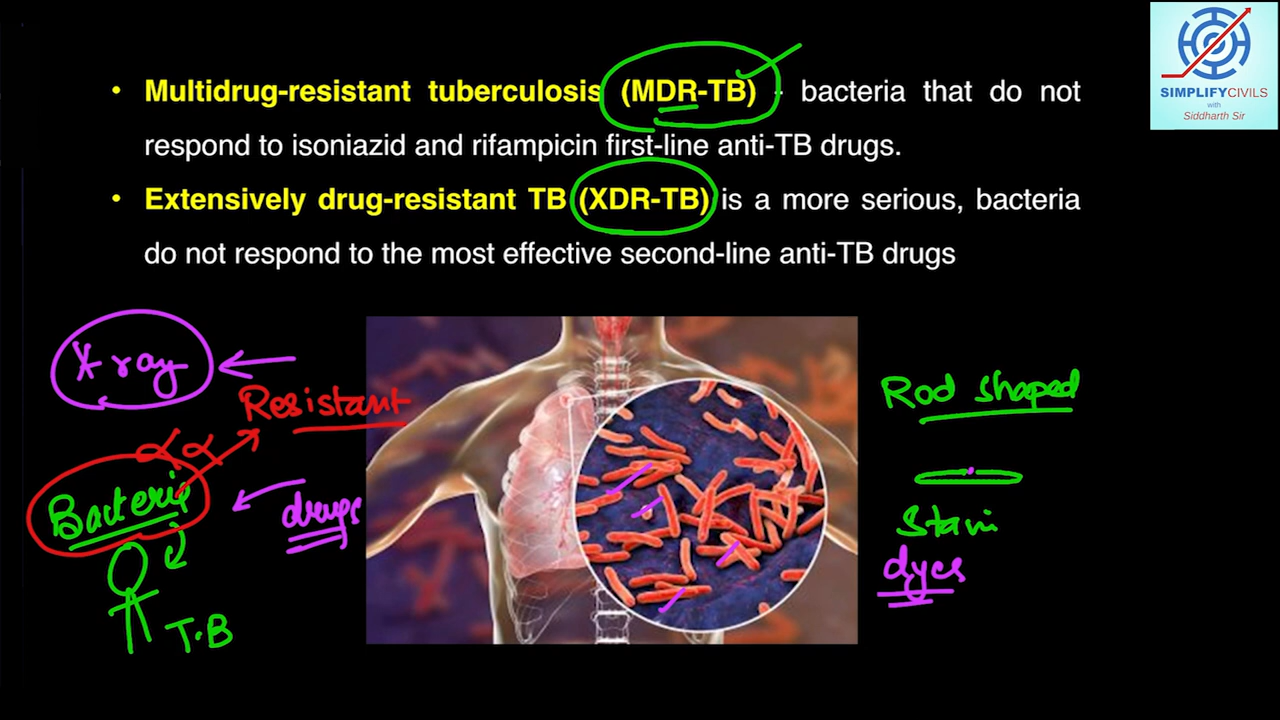 • Multidrug-resistant tuberculosis (MDR-TB) - bacteria that do not
respond to isoniazid and rifampicin first-line anti-TB drugs.
• Extensively drug-resistant TB (XDR-TB) is a more serious, bacteria
do not respond to the most effective second-line anti-TB drugs
SIMPLIFYCIVILS
with
Siddharth Sir
X ray
Resistant
Bacteria
drugs
T.B
Rod shaped
Stain
dyes